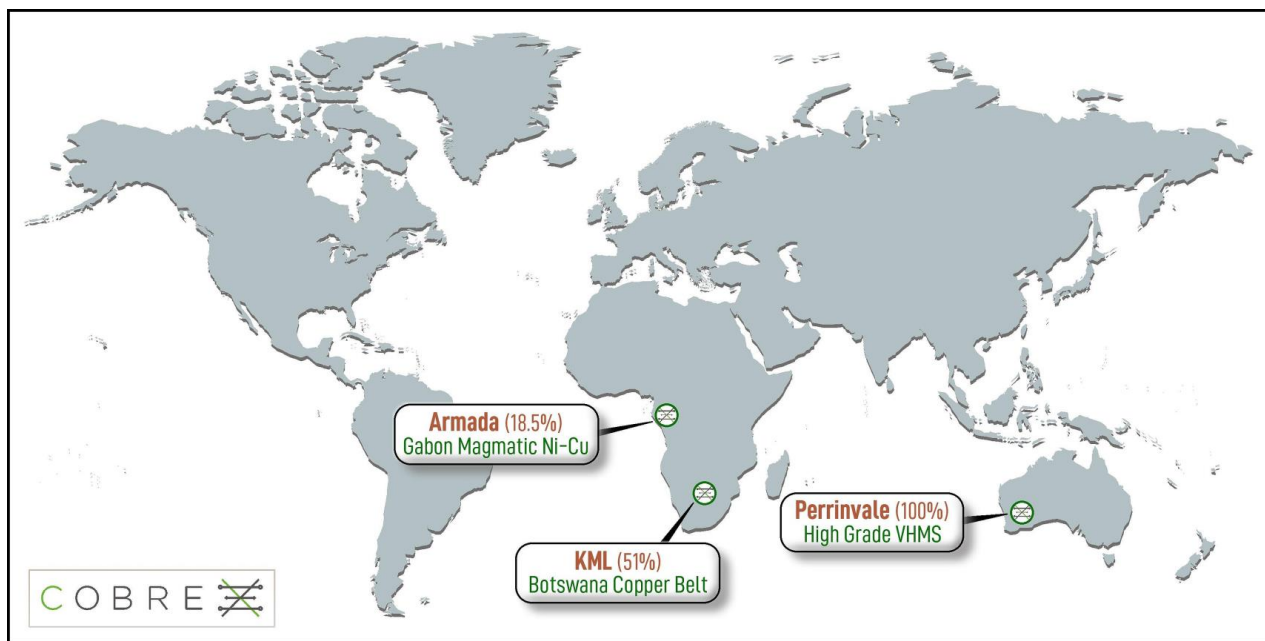 Armada (18.5%)
Gabon Magmatic Ni-Cu
Perrinvale (100%)
High Grade VHMS
KML (51%)
Botswana Copper Belt
COBRE